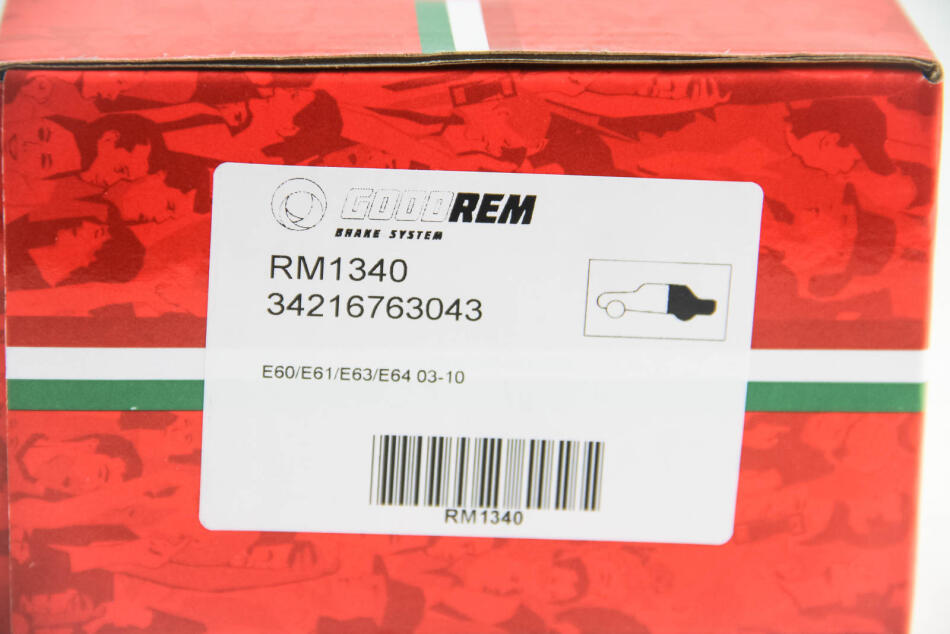 GOODREM
BRAKE SYSTEM
RM1340
34216763043
E60/E61/E63/E64 03-10
RM1340